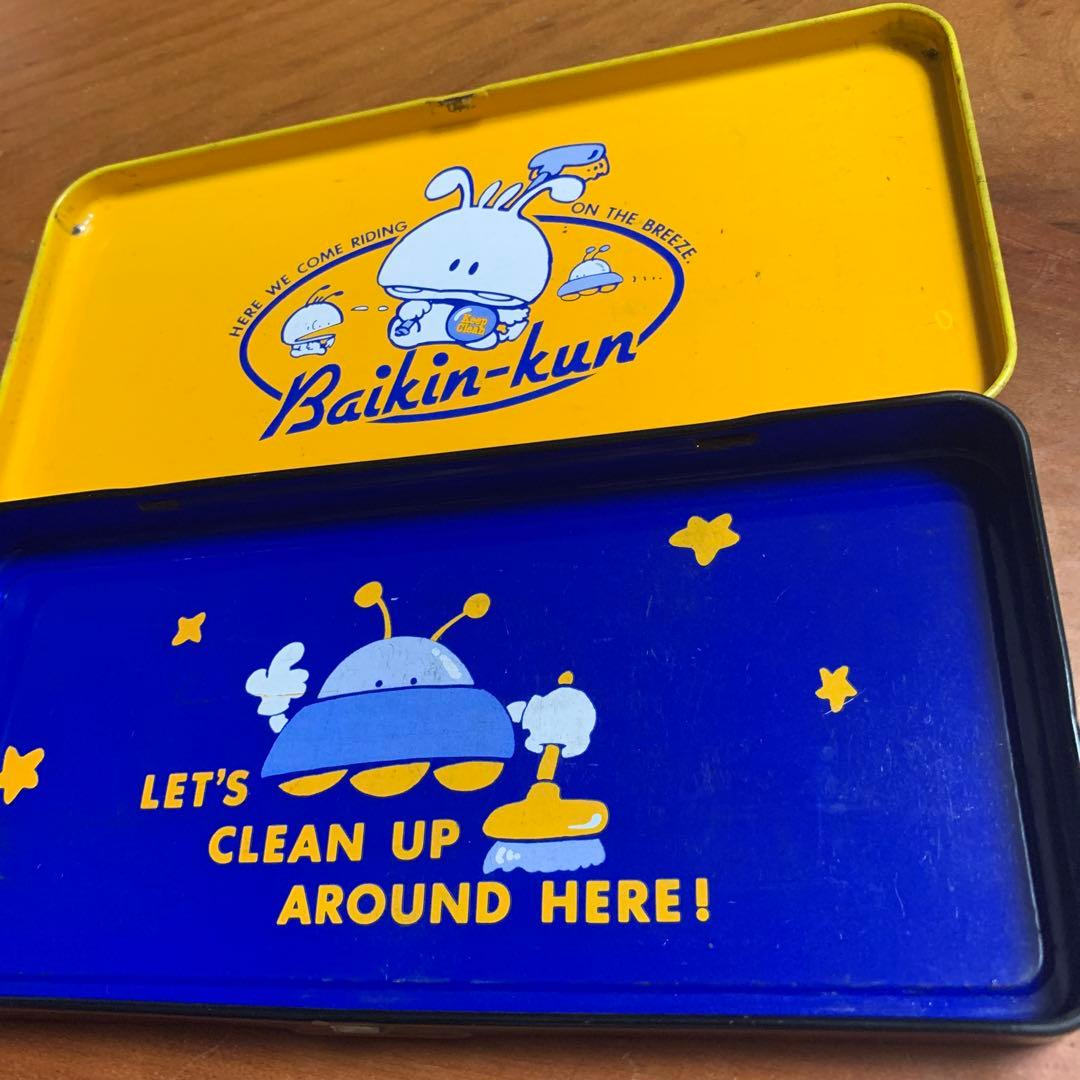 HERE WE COME RIDING ON THE BREEZE.
Keep
Clean
Baikin-kun
LET'S
CLEAN UP
AROUND HERE!